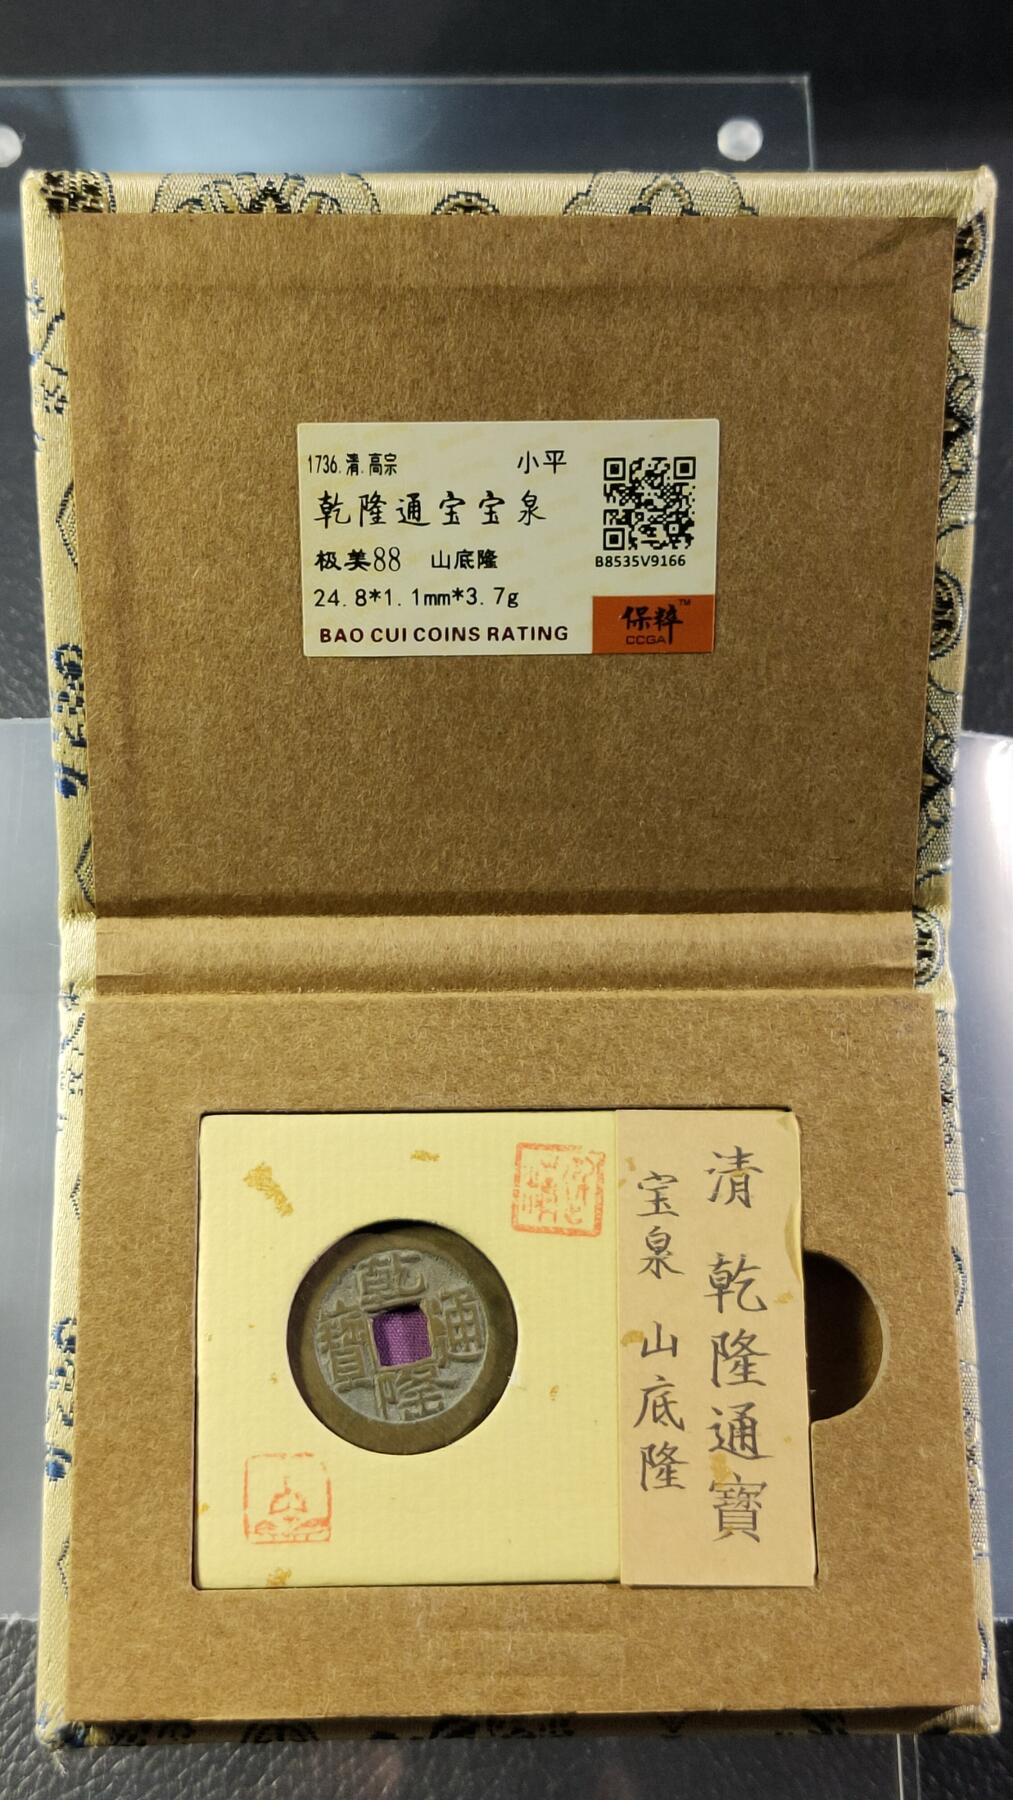 1736.清.高宗 小平
乾隆通宝宝泉
极美88 山底隆
B8535V9166
24.8*1.1mm*3.7g
BAO CUI COINS RATING
保粹™
CCGA
清 乾隆通寶
宝泉 山底隆
乾隆通寶